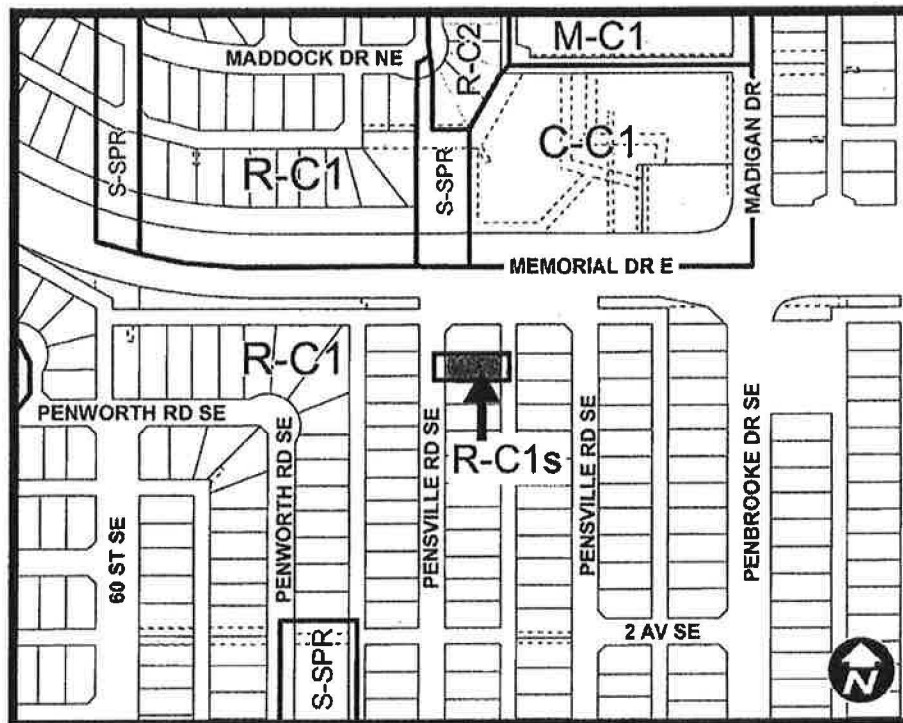 MADDOCK DR NE
R-C2
M-C1
S-SPR
R-C1
S-SPR
C-C1
MADIGAN DR
MEMORIAL DR E
R-C1
PENWORTH RD SE
R-C1s
60 ST SE
PENWORTH RD SE
PENSVILLE RD SE
PENSVILLE RD SE
PENBROOKE DR SE
2 AV SE
S-SPR
N